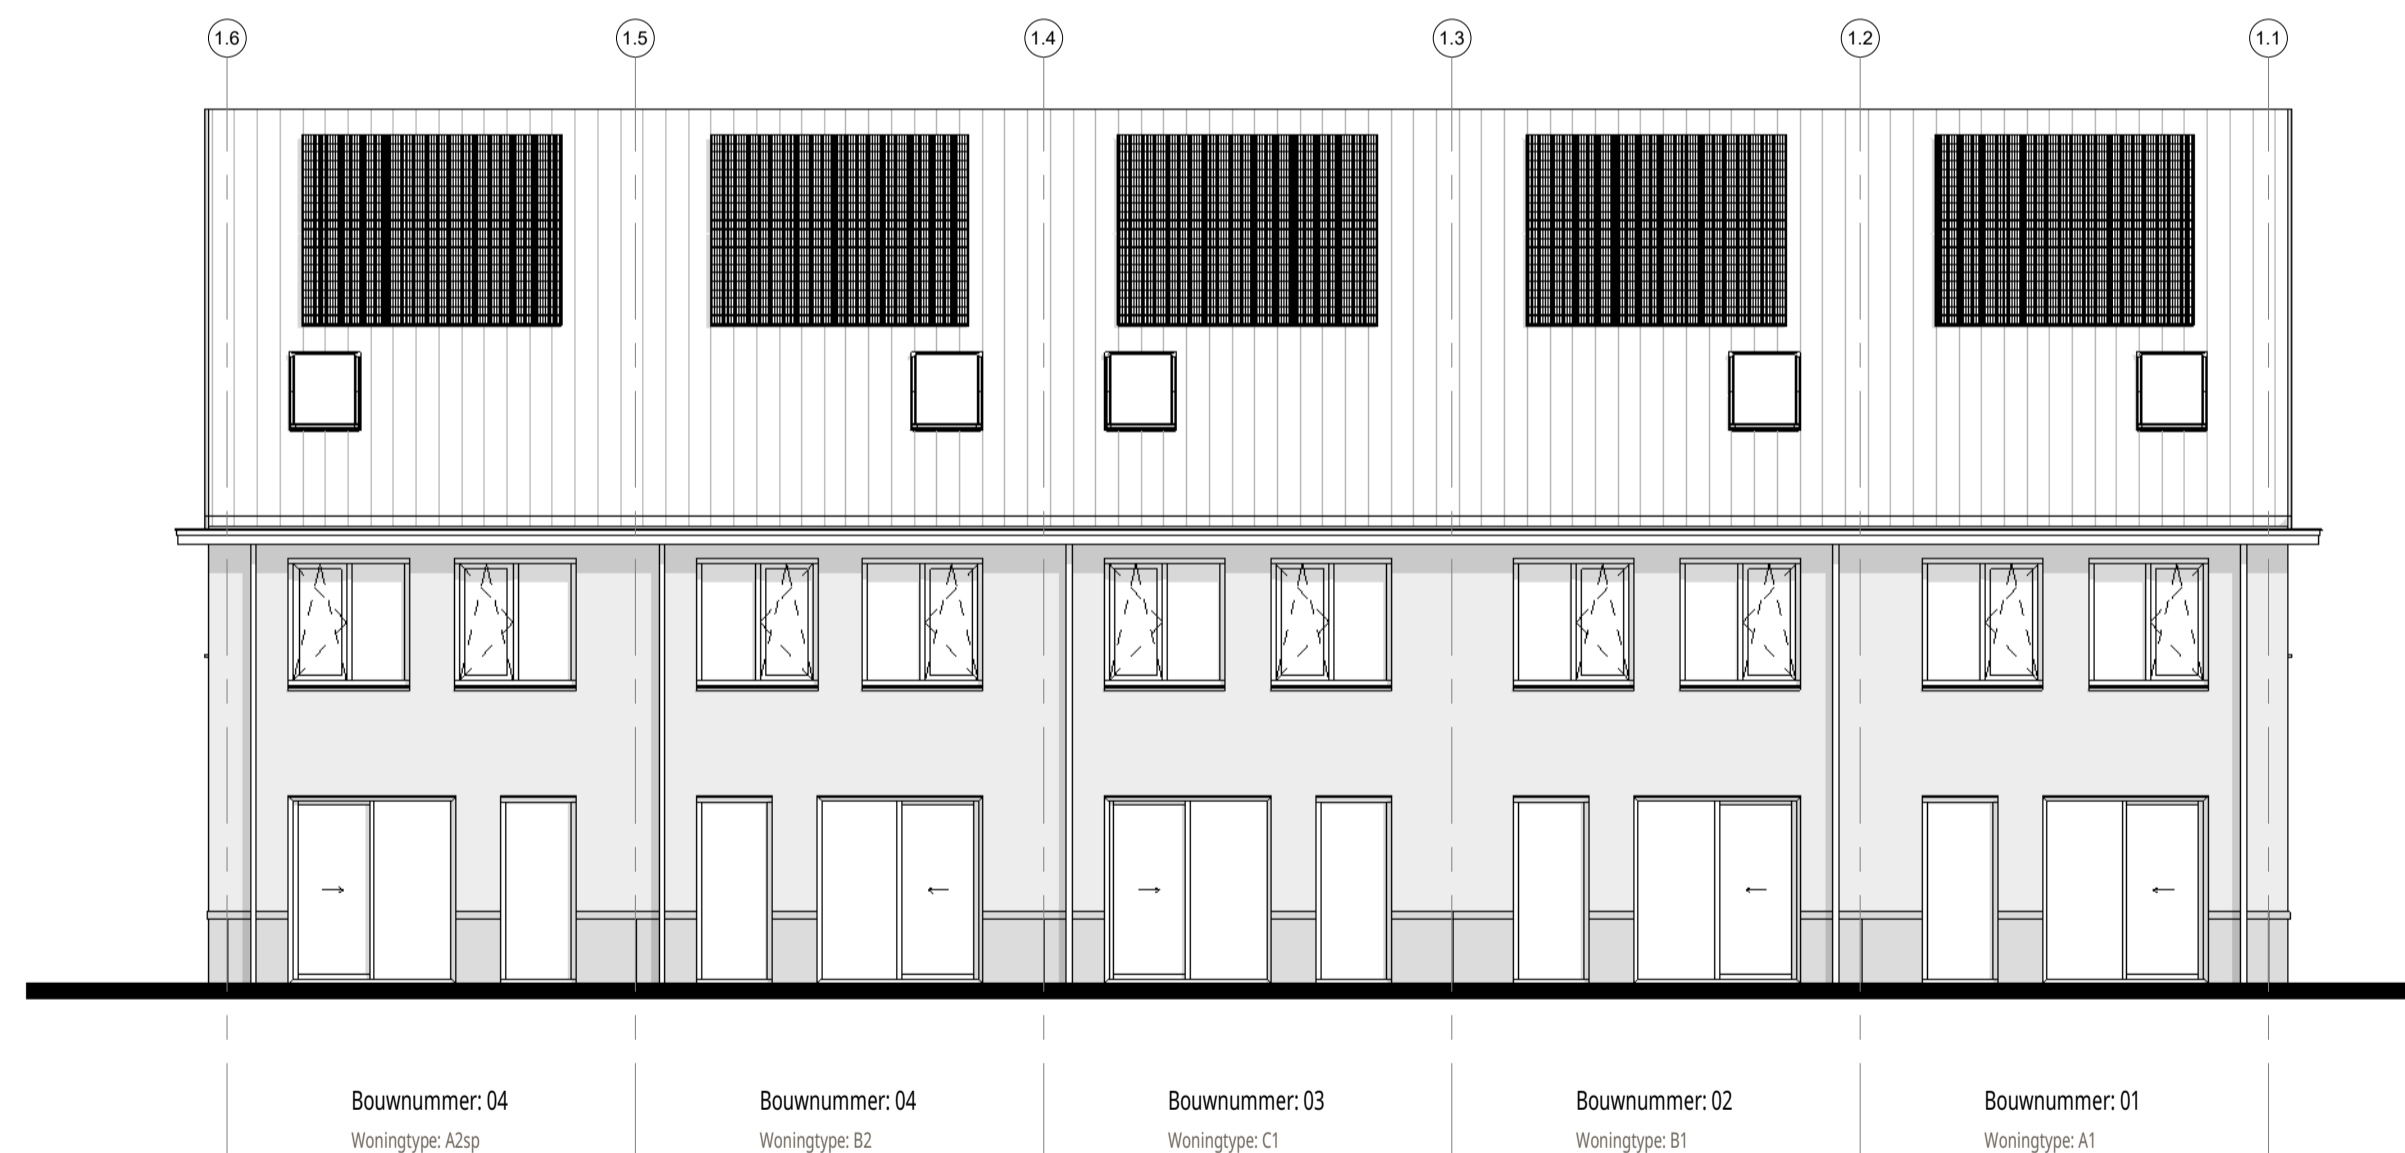 1.6 1.5 1.4 1.3 1.2 1.1
Bouwnummer: 04 Bouwnummer: 04 Bouwnummer: 03 Bouwnummer: 02 Bouwnummer: 01
Woningtype: A2sp Woningtype: B2 Woningtype: C1 Woningtype: B1 Woningtype: A1